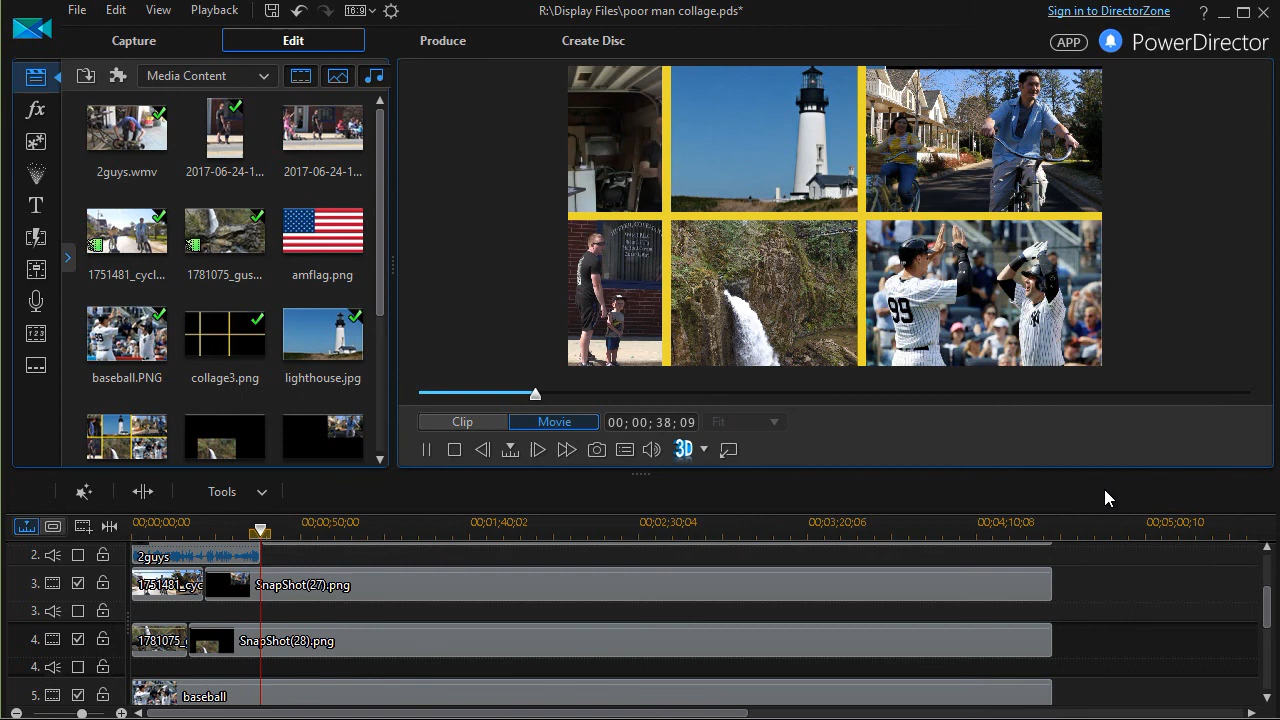 File Edit View Playback
R:\Display Files\poor man collage.pds*
Sign in to DirectorZone
?
Capture Edit Produce Create Disc
APP PowerDirector
Media Content
2guys.wmv 2017-06-24-1... 2017-06-24-1...
1751481_cycl... 1781075_gus... amflag.png
baseball.PNG collage3.png lighthouse.jpg
99
Clip Movie 00; 00; 38; 09 Fit
3D
Tools
00;00;00;00 00;00;50;00 00;01;40;02 00;02;30;04 00;03;20;06 00;04;10;08 00;05;00;10
2. 2guys
3. 1751481_cyc SnapShot(27).png
3.
4. 1781075_ SnapShot(28).png
4.
5. baseball